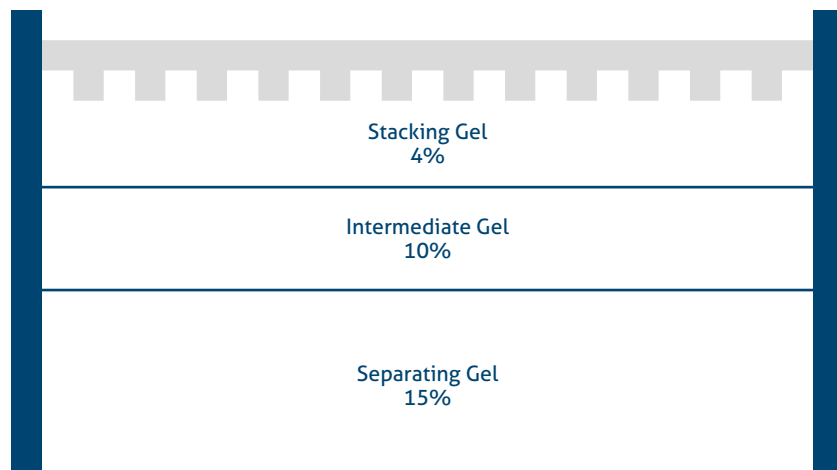 Stacking Gel
4%
Intermediate Gel
10%
Separating Gel
15%